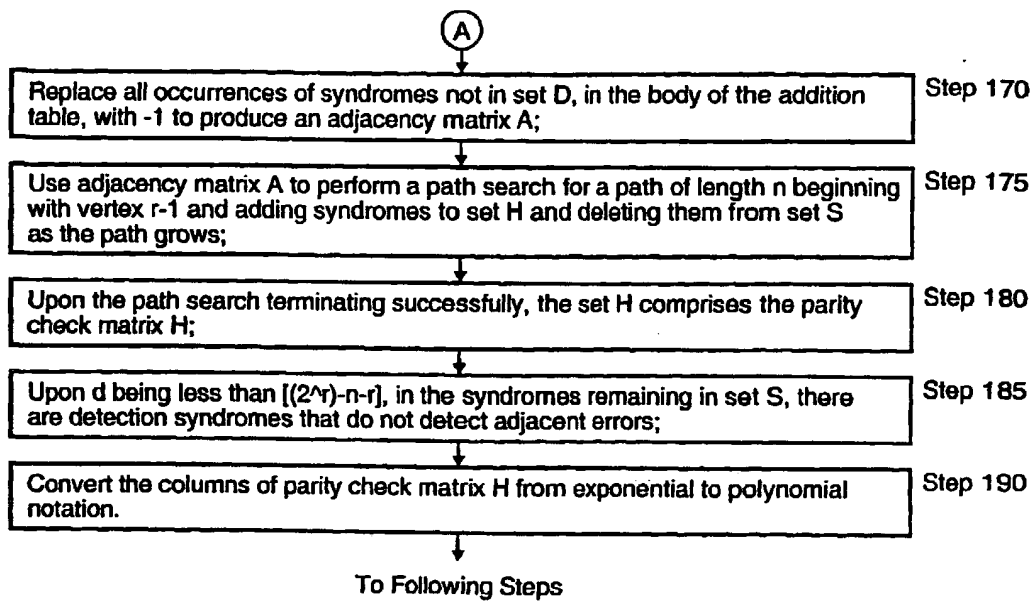 A
Replace all occurrences of syndromes not in set D, in the body of the addition
table, with -1 to produce an adjacency matrix A;
Step 170
Use adjacency matrix A to perform a path search for a path of length n beginning
with vertex r-1 and adding syndromes to set H and deleting them from set S
as the path grows;
Step 175
Upon the path search terminating successfully, the set H comprises the parity
check matrix H;
Step 180
Upon d being less than [(2^r)-n-r], in the syndromes remaining in set S, there
are detection syndromes that do not detect adjacent errors;
Step 185
Convert the columns of parity check matrix H from exponential to polynomial
notation.
Step 190
To Following Steps